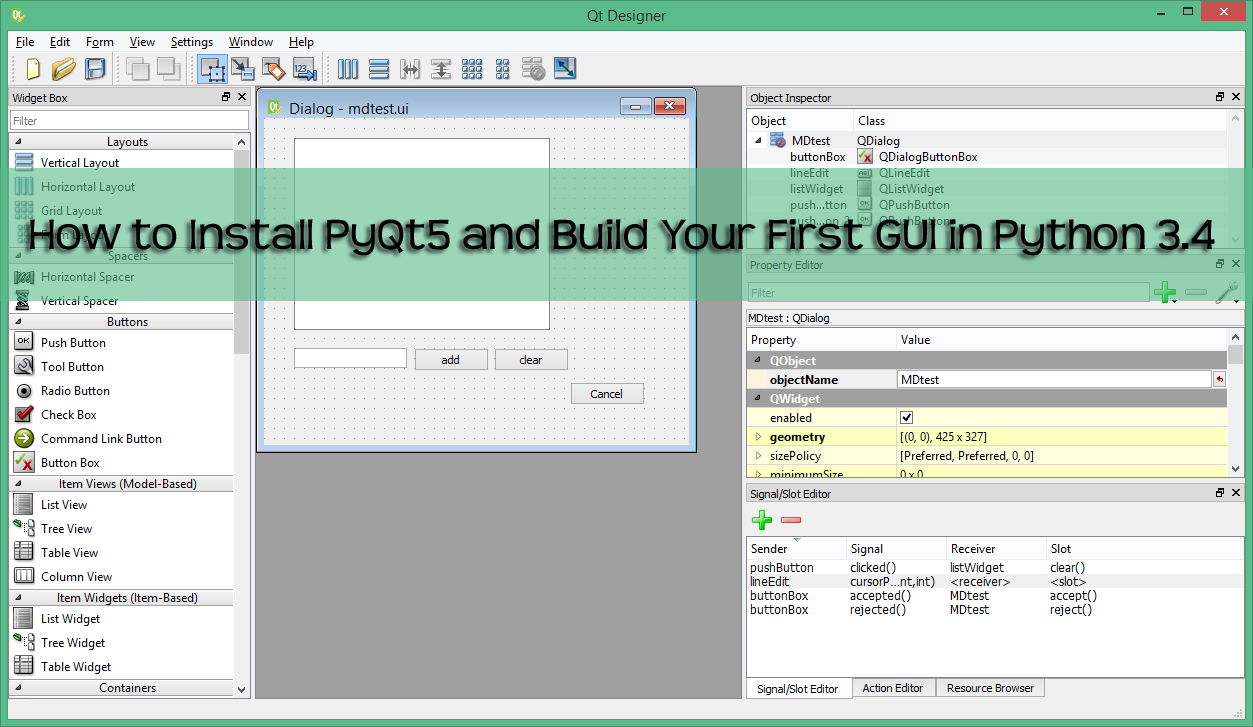 Qt Designer
File Edit Form View Settings Window Help
Widget Box
Filter
Layouts
Vertical Layout
Horizontal Layout
Grid Layout
Spacers
Horizontal Spacer
Vertical Spacer
Buttons
Push Button
Tool Button
Radio Button
Check Box
Command Link Button
Button Box
Item Views (Model-Based)
List View
Tree View
Table View
Column View
Item Widgets (Item-Based)
List Widget
Tree Widget
Table Widget
Containers
Dialog - mdtest.ui
add clear
Cancel
How to Install PyQt5 and Build Your First GUI in Python 3.4
Object Inspector
Object Class
MDtest QDialog
buttonBox QDialogButtonBox
lineEdit QLineEdit
listWidget QListWidget
push...tton QPushButton
QPushButton
Property Editor
Filter
MDtest : QDialog
Property Value
QObject
objectName MDtest
QWidget
enabled
geometry [(0, 0), 425 x 327]
sizePolicy [Preferred, Preferred, 0, 0]
minimumSize 0 x 0
Signal/Slot Editor
Sender Signal Receiver Slot
pushButton clicked() listWidget clear()
lineEdit cursorP...nt,int) <receiver> <slot>
buttonBox accepted() MDtest accept()
buttonBox rejected() MDtest reject()
Signal/Slot Editor Action Editor Resource Browser